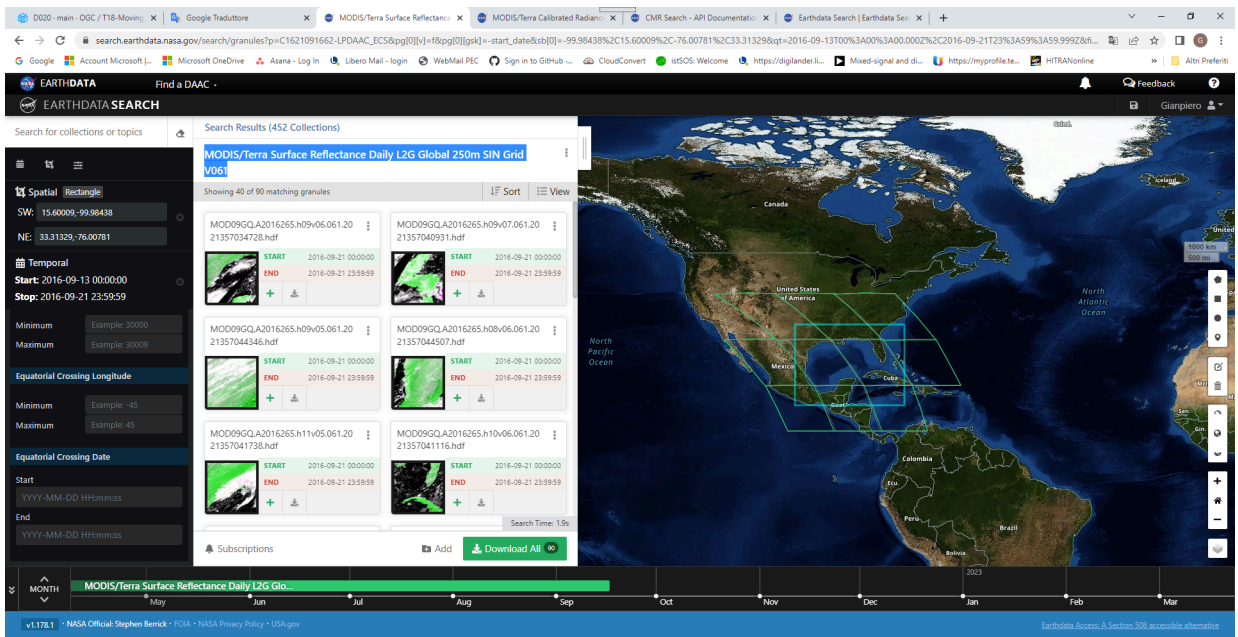 D020 - main - OGC / T18-Moving
Google Traduttore
MODIS/Terra Surface Reflectance
MODIS/Terra Calibrated Radianc
CMR Search - API Documentatio
Earthdata Search | Earthdata Sea
search.earthdata.nasa.gov/search/granules?p=C1621091662-LPDAAC_ECS&pg[0][v]=f&pg[0][gsk]=-start_date&sb[0]=-99.98438%2C15.60009%2C-76.00781%2C33.31329&qt=2016-09-13T00%3A00%3A00.000Z%2C2016-09-21T23%3A59%3A59.999Z&fi...
G
Google
Account Microsoft |...
Microsoft OneDrive
Asana - Log In
Libero Mail - login
WebMail PEC
Sign in to GitHub ·...
CloudConvert
istSOS: Welcome
https://digilander.li...
Mixed-signal and di...
https://myprofile.te...
HITRANonline
»
Altri Preferiti
EARTHDATA
Find a DAAC
Feedback
EARTHDATA SEARCH
Gianpiero
Search for collections or topics
Search Results (452 Collections)
MODIS/Terra Surface Reflectance Daily L2G Global 250m SIN Grid
V061
Showing 40 of 90 matching granules
Sort
View
Spatial Rectangle
SW: 15.60009,-99.98438
NE: 33.31329,-76.00781
Temporal
Start: 2016-09-13 00:00:00
Stop: 2016-09-21 23:59:59
Minimum Example: 30000
Maximum Example: 30009
Equatorial Crossing Longitude
Minimum Example: -45
Maximum Example: 45
Equatorial Crossing Date
Start
YYYY-MM-DD HH:mm:ss
End
YYYY-MM-DD HH:mm:ss
MOD09GQ.A2016265.h09v06.061.20
21357034728.hdf
START 2016-09-21 00:00:00
END 2016-09-21 23:59:59
MOD09GQ.A2016265.h09v07.061.20
21357040931.hdf
START 2016-09-21 00:00:00
END 2016-09-21 23:59:59
MOD09GQ.A2016265.h09v05.061.20
21357044346.hdf
START 2016-09-21 00:00:00
END 2016-09-21 23:59:59
MOD09GQ.A2016265.h08v06.061.20
21357044507.hdf
START 2016-09-21 00:00:00
END 2016-09-21 23:59:59
MOD09GQ.A2016265.h11v05.061.20
21357041738.hdf
START 2016-09-21 00:00:00
END 2016-09-21 23:59:59
MOD09GQ.A2016265.h10v06.061.20
21357041116.hdf
START 2016-09-21 00:00:00
END 2016-09-21 23:59:59
Search Time: 1.9s
Subscriptions
Add
Download All 90
Grind.
Iceland
Canada
United
1000 km
500 mi
United States
of America
North
Atlantic
Ocean
North
Pacific
Ocean
Mexico
Cuba
Guat.
Sen.
Gin.
Colombia
Ecu.
Peru
Brazil
Bolivia
MONTH
MODIS/Terra Surface Reflectance Daily L2G Glo...
2023
May
Jun
Jul
Aug
Sep
Oct
Nov
Dec
Jan
Feb
Mar
v1.178.1 • NASA Official: Stephen Berrick • FOIA • NASA Privacy Policy • USA.gov
Earthdata Access: A Section 508 accessible alternative